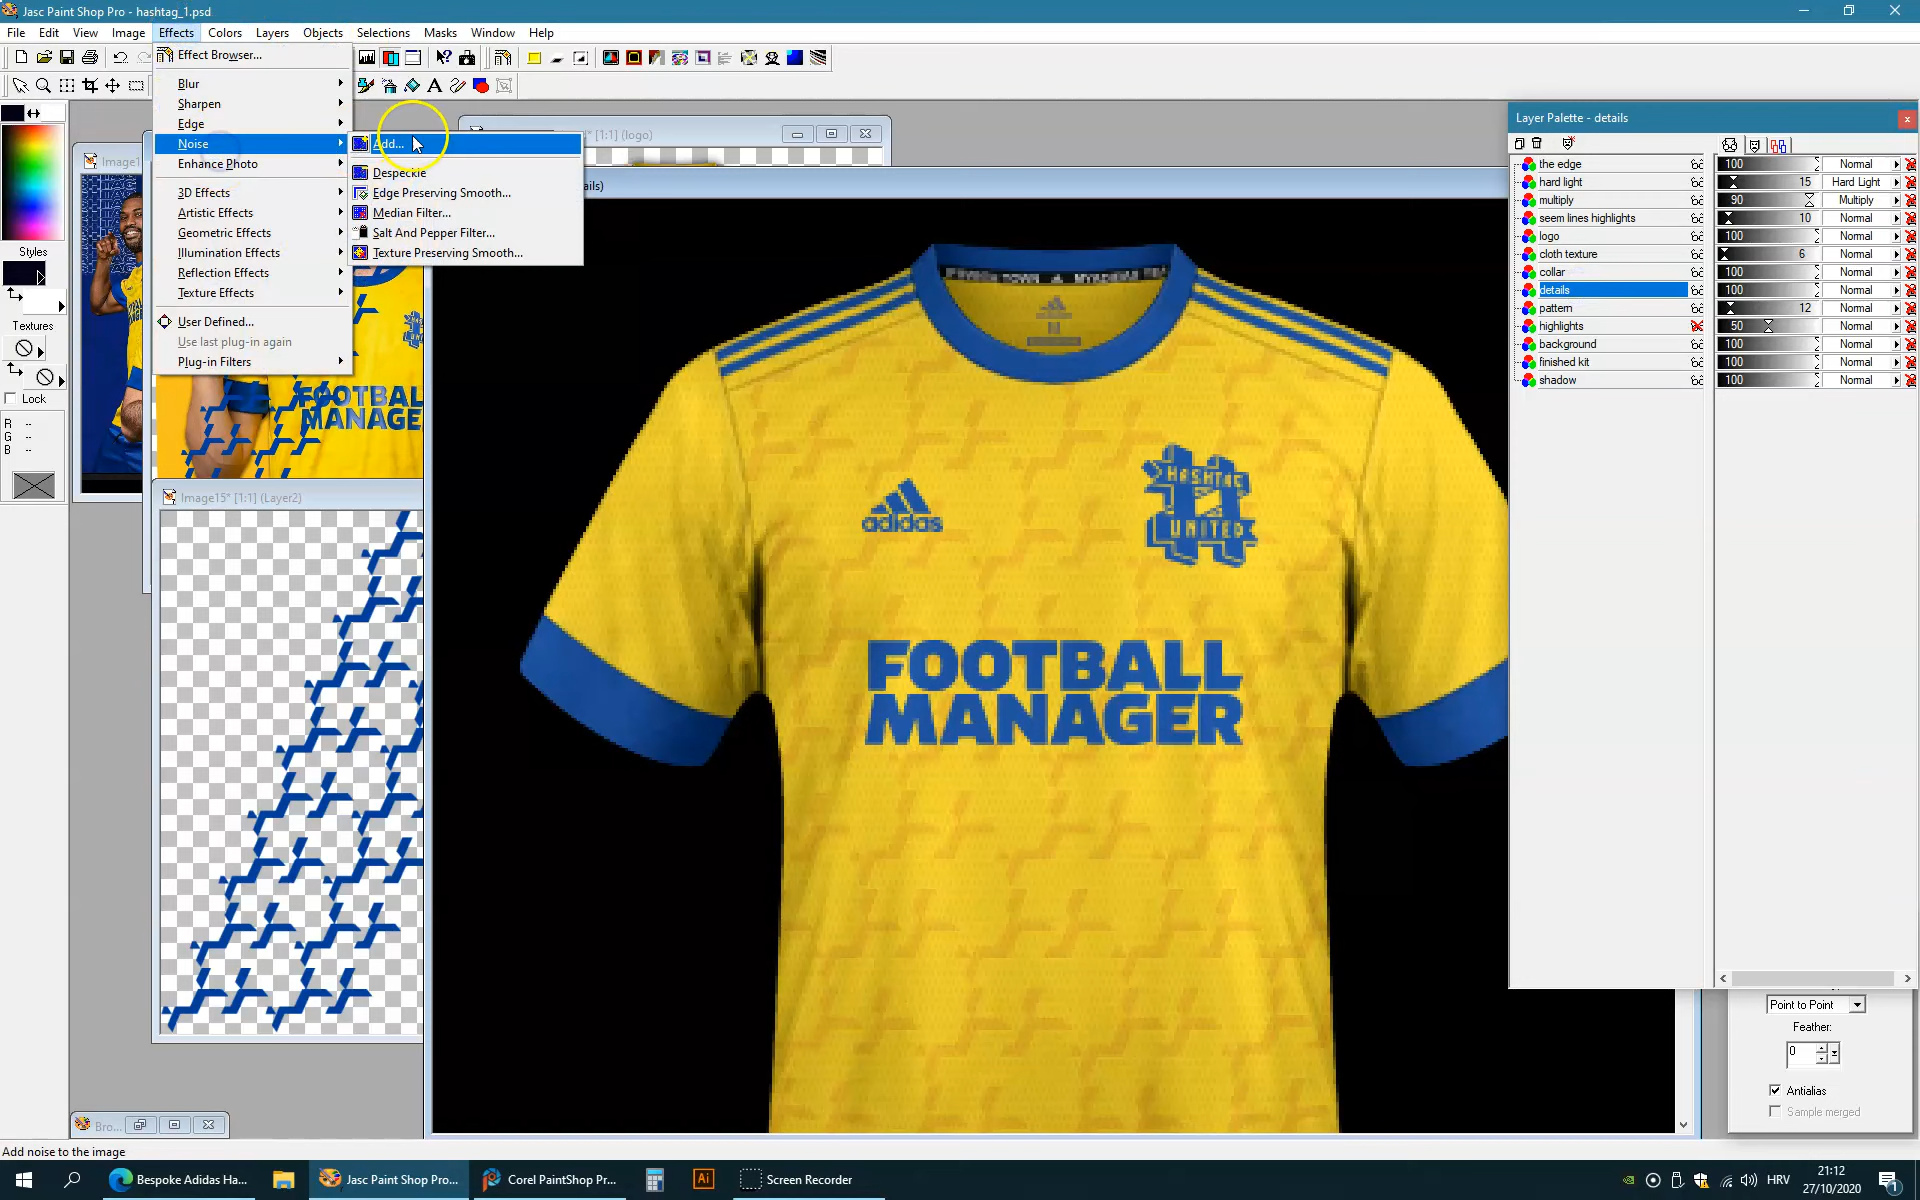 Jasc Paint Shop Pro - hashtag_1.psd
File Edit View Image Effects Colors Layers Objects Selections Masks Window Help
Effect Browser...
Blur
Sharpen
Edge
Noise
Enhance Photo
3D Effects
Artistic Effects
Geometric Effects
Illumination Effects
Reflection Effects
Texture Effects
User Defined...
Use last plug-in again
Plug-in Filters
Add...
Despeckle
Edge Preserving Smooth...
Median Filter...
Salt And Pepper Filter...
Texture Preserving Smooth...
Styles
Textures
Lock
R --
G --
B --
Image1
* [1:1] (logo)
ails)
FOOTBAL
MANAGE
Image15* [1:1] (Layer2)
adidas
HASHTAG
UNITED
FOOTBALL
MANAGER
Layer Palette - details
the edge 100 Normal
hard light 15 Hard Light
multiply 90 Multiply
seem lines highlights 10 Normal
logo 100 Normal
cloth texture 6 Normal
collar 100 Normal
details 100 Normal
pattern 12 Normal
highlights 50 Normal
background 100 Normal
finished kit 100 Normal
shadow 100 Normal
Point to Point
Feather:
0
Antialias
Sample merged
Bro...
Add noise to the image
Bespoke Adidas Ha...
Jasc Paint Shop Pro...
Corel PaintShop Pr...
Ai
Screen Recorder
HRV
21:12
27/10/2020
1